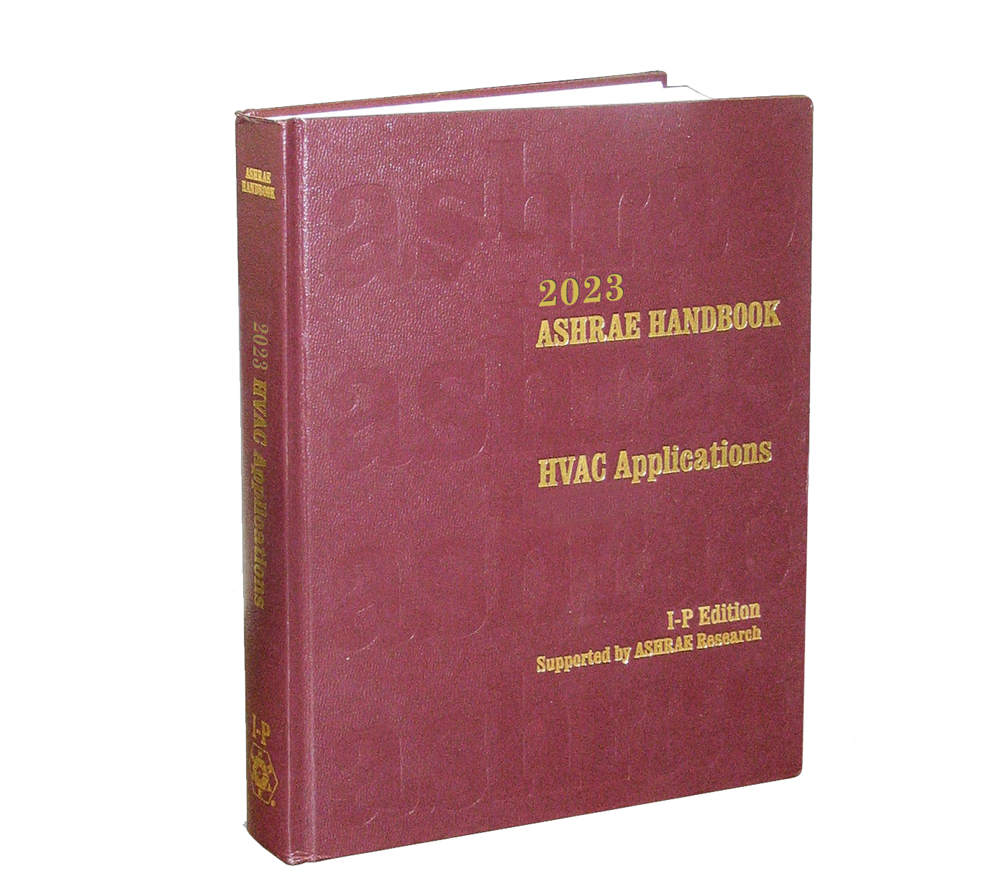 ASHRAE
HANDBOOK
2023 HVAC Applications
I-P
2023
ASHRAE HANDBOOK
HVAC Applications
I-P Edition
Supported by ASHRAE Research